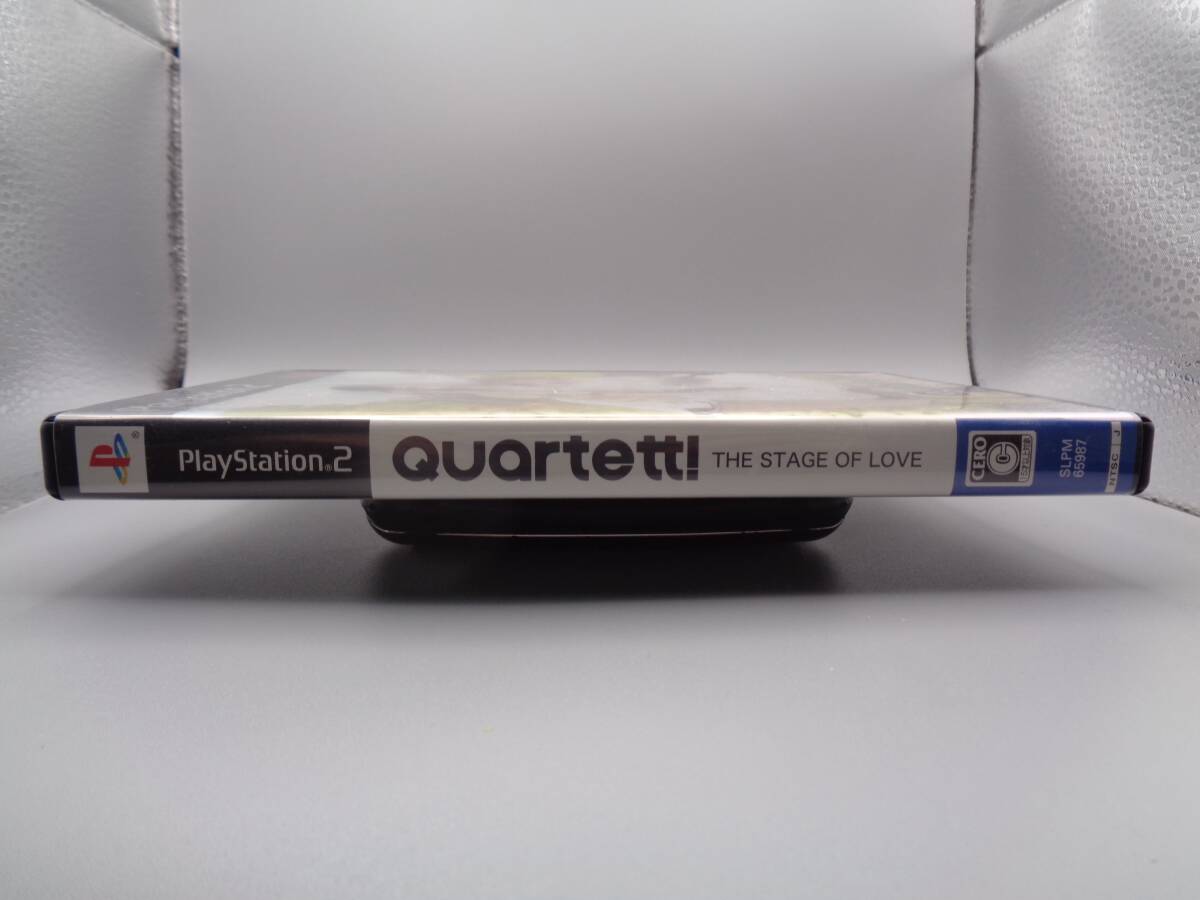 PlayStation®2
Quartett!
THE STAGE OF LOVE
CERO
C
SLPM
65987
NTSC J